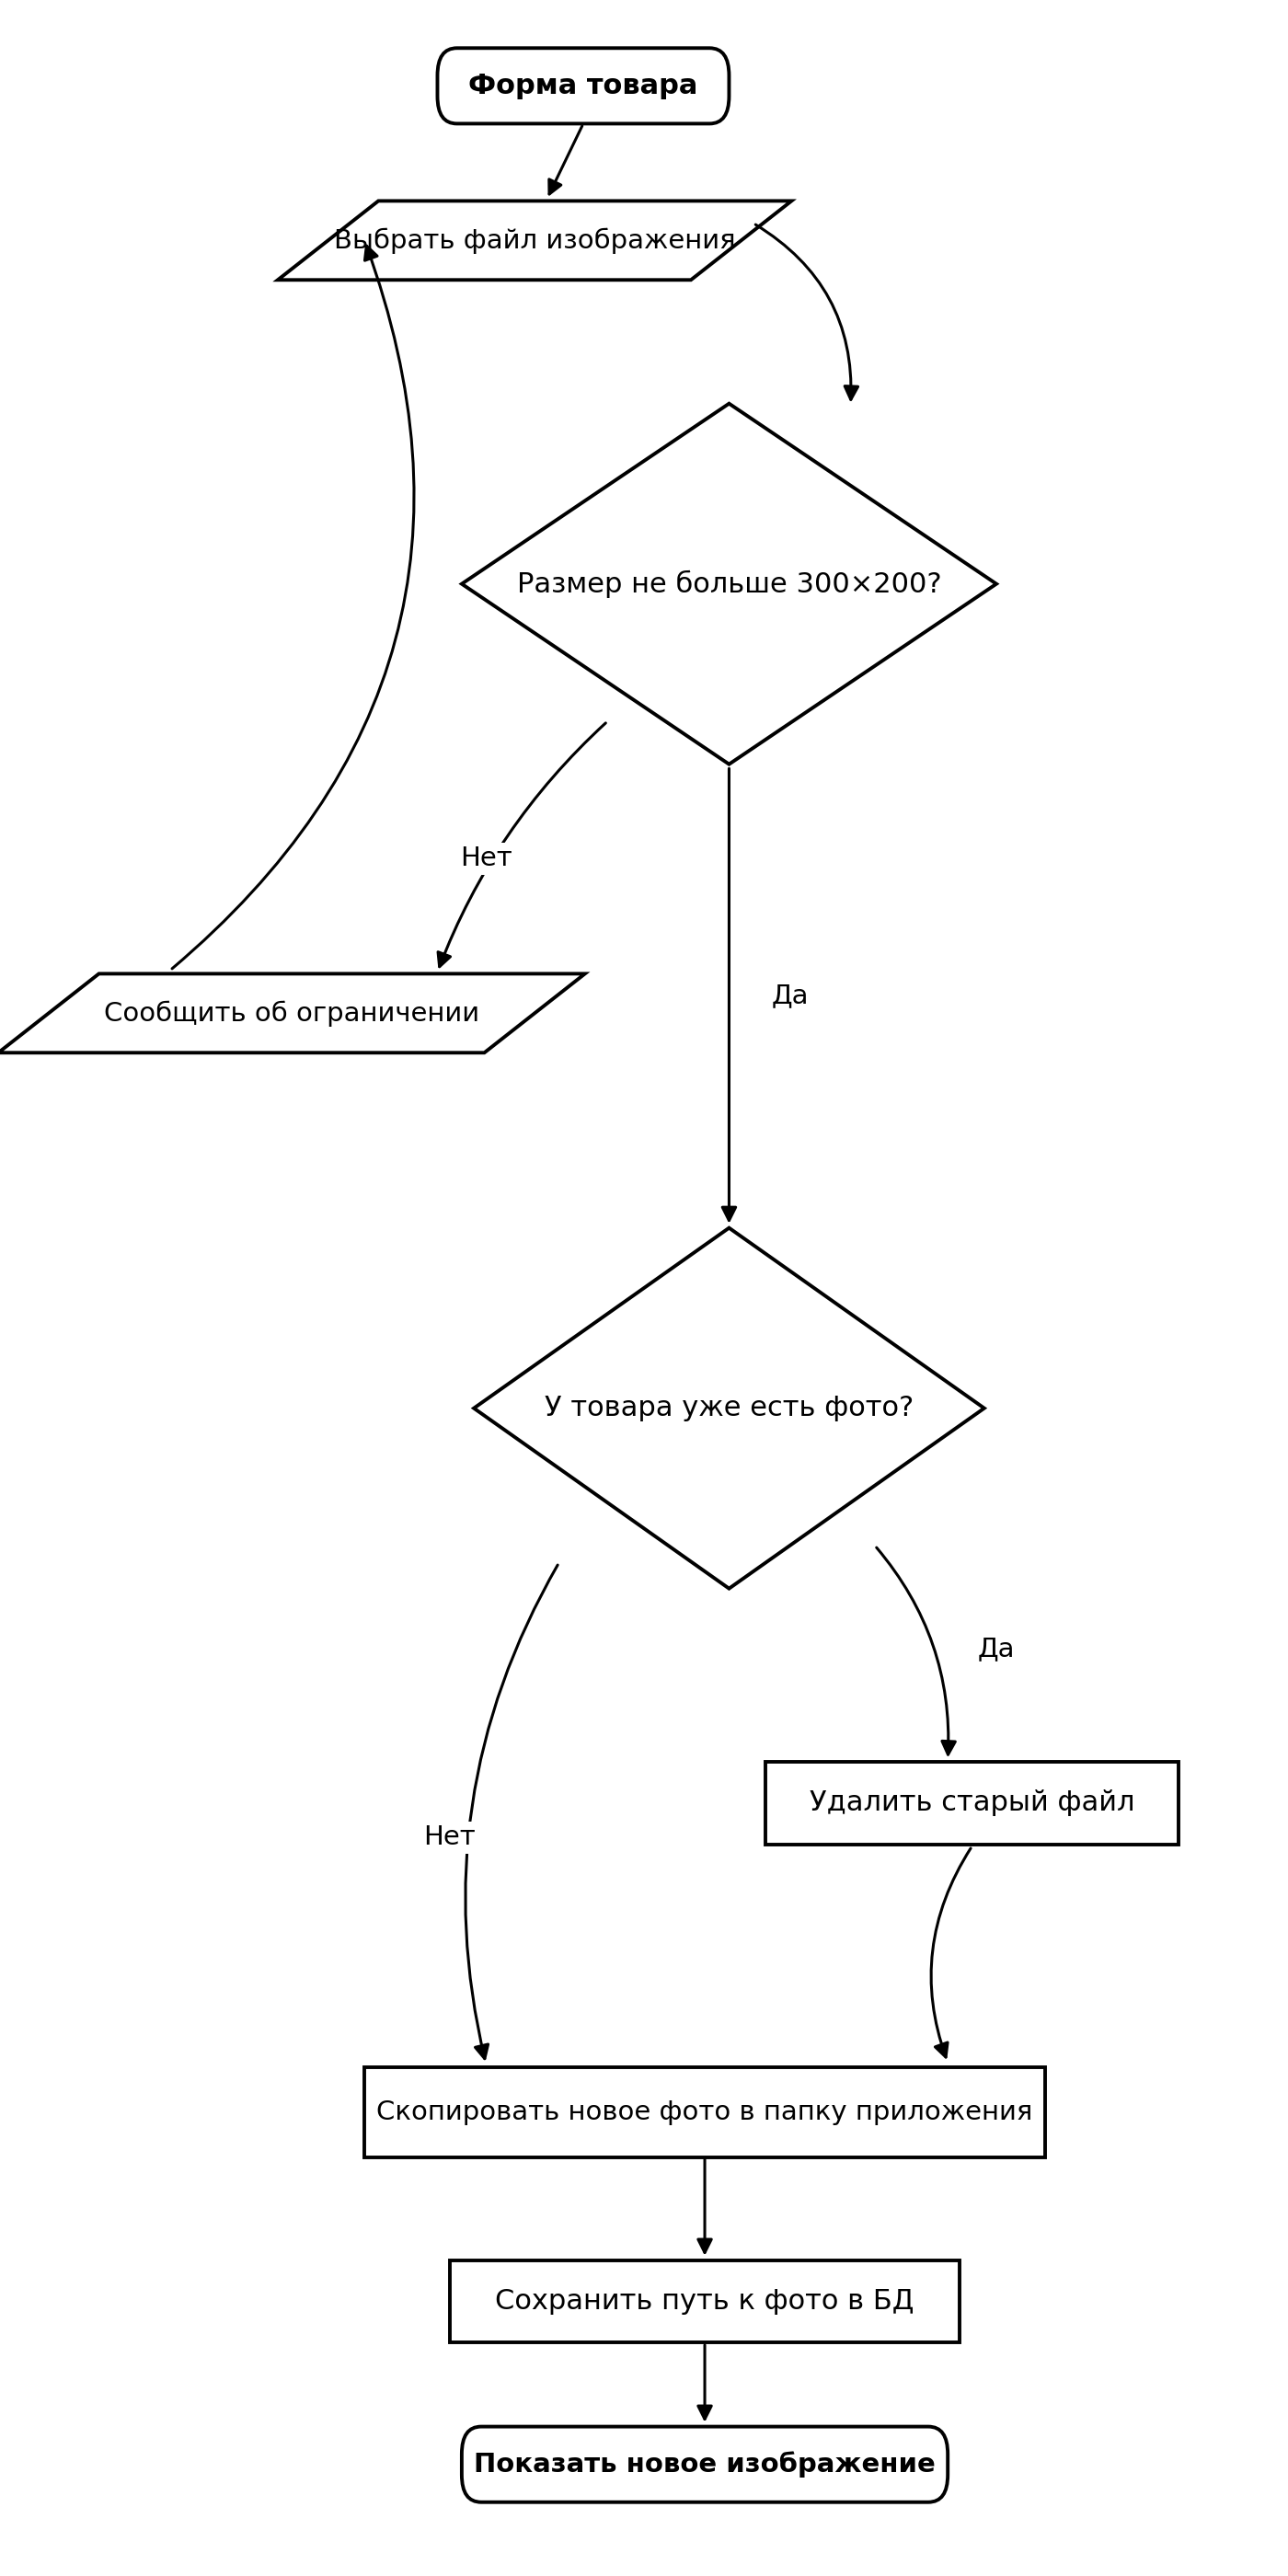 Форма товара
Выбрать файл изображения
Размер не больше 300×200?
Нет
Да
Сообщить об ограничении
У товара уже есть фото?
Да
Нет
Удалить старый файл
Скопировать новое фото в папку приложения
Сохранить путь к фото в БД
Показать новое изображение